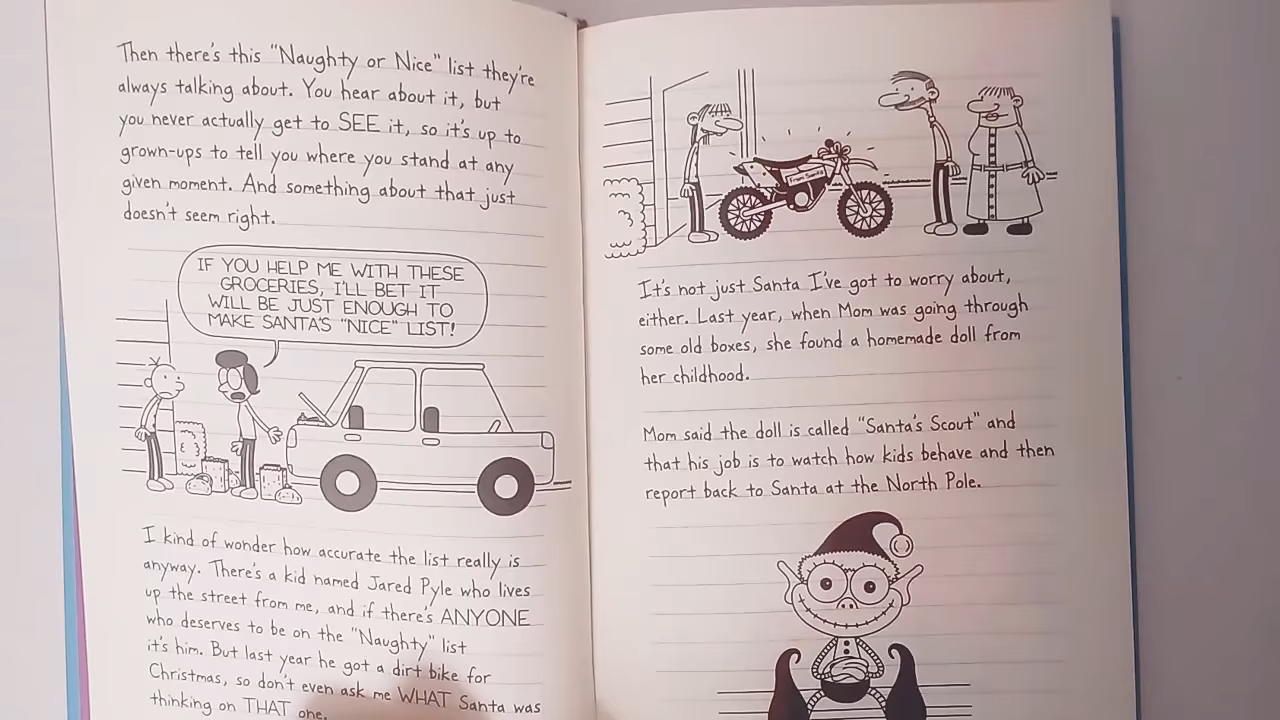 Then there's this "Naughty or Nice" list they're
always talking about. You hear about it, but
you never actually get to SEE it, so it's up to
grown-ups to tell you where you stand at any
given moment. And something about that just
doesn't seem right.
IF YOU HELP ME WITH THESE
GROCERIES, I'LL BET IT
WILL BE JUST ENOUGH TO
MAKE SANTA'S "NICE" LIST!
I kind of wonder how accurate the list really is
anyway. There's a kid named Jared Pyle who lives
up the street from me, and if there's ANYONE
who deserves to be on the "Naughty" list
it's him. But last year he got a dirt bike for
Christmas, so don't even ask me WHAT Santa was
thinking on THAT one.
From Santa
It's not just Santa I've got to worry about,
either. Last year, when Mom was going through
some old boxes, she found a homemade doll from
her childhood.
Mom said the doll is called "Santa's Scout" and
that his job is to watch how kids behave and then
report back to Santa at the North Pole.